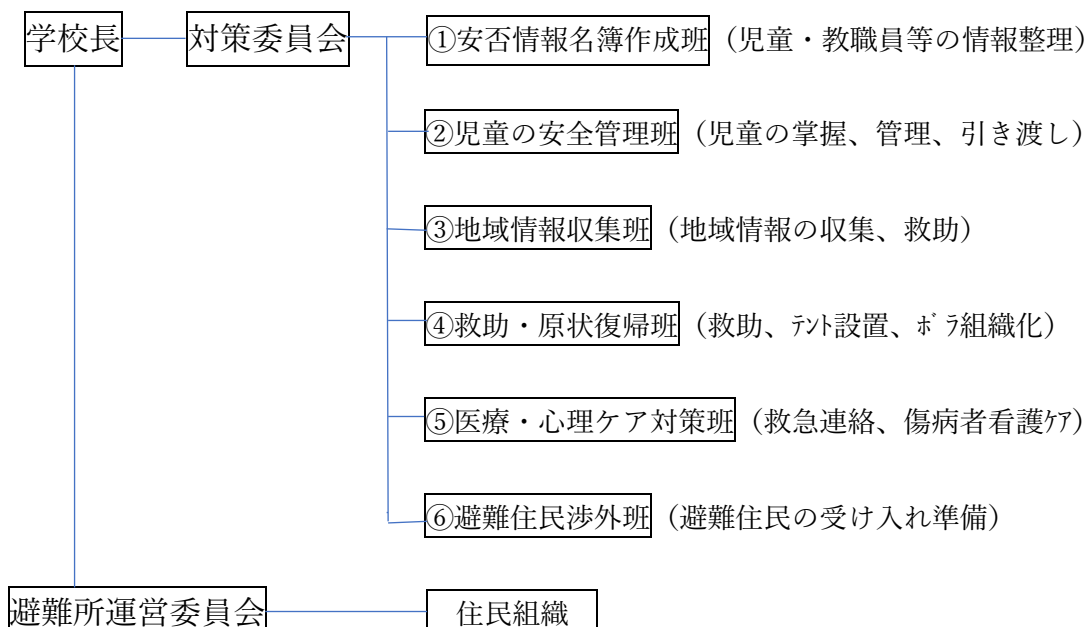 学校長 対策委員会 ①安否情報名簿作成班（児童・教職員等の情報整理）
②児童の安全管理班（児童の掌握、管理、引き渡し）
③地域情報収集班（地域情報の収集、救助）
④救助・原状復帰班（救助、ﾃﾝﾄ設置、ﾎﾞﾗ組織化）
⑤医療・心理ケア対策班（救急連絡、傷病者看護ｹｱ）
⑥避難住民渉外班（避難住民の受け入れ準備）
避難所運営委員会 住民組織